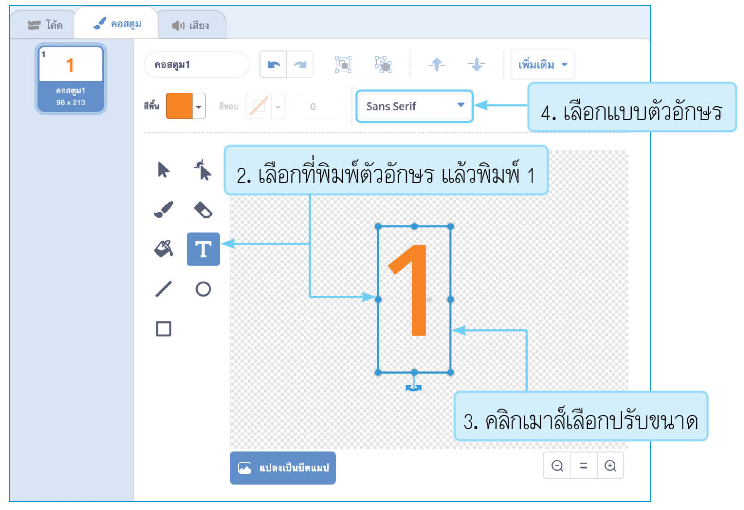 โค้ด
คอสตูม
เสียง
1
1
คอสตูม1
96 x 213
คอสตูม1
เพิ่มเติม
สีพื้น
สีขอบ
0
Sans Serif
4. เลือกแบบตัวอักษร
2. เลือกที่พิมพ์ตัวอักษร แล้วพิมพ์ 1
T
1
3. คลิกเมาส์เลือกปรับขนาด
แปลงเป็นบิตแมป